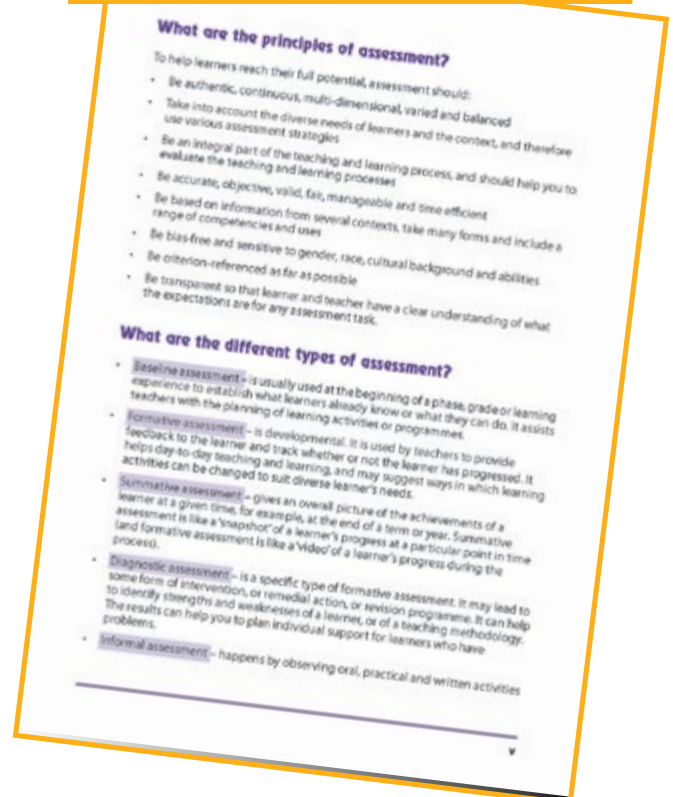 What are the principles of assessment?
To help learners reach their full potential, assessment should:
• Be authentic, continuous, multi-dimensional, varied and balanced
• Take into account the diverse needs of learners and the context, and therefore
use various assessment strategies
• Be an integral part of the teaching and learning process, and should help you to
evaluate the teaching and learning processes
• Be accurate, objective, valid, fair, manageable and time efficient
• Be based on information from several contexts, take many forms and include a
range of competencies and uses
• Be bias-free and sensitive to gender, race, cultural background and abilities
• Be criterion-referenced as far as possible
• Be transparent so that learner and teacher have a clear understanding of what
the expectations are for any assessment task.
What are the different types of assessment?
• Baseline assessment – is usually used at the beginning of a phase, grade or learning
experience to establish what learners already know or what they can do. It assists
teachers with the planning of learning activities or programmes.
• Formative assessment – is developmental. It is used by teachers to provide
feedback to the learner and track whether or not the learner has progressed. It
helps day-to-day teaching and learning, and may suggest ways in which learning
activities can be changed to suit diverse learner's needs.
• Summative assessment – gives an overall picture of the achievements of a
learner at a given time, for example, at the end of a term or year. Summative
assessment is like a 'snapshot' of a learner's progress at a particular point in time
(and formative assessment is like a 'video' of a learner's progress during the
process).
• Diagnostic assessment – is a specific type of formative assessment. It may lead to
some form of intervention, or remedial action, or revision programme. It can help
to identify strengths and weaknesses of a learner, or of a teaching methodology.
The results can help you to plan individual support for learners who have
problems.
• Informal assessment – happens by observing oral, practical and written activities
v